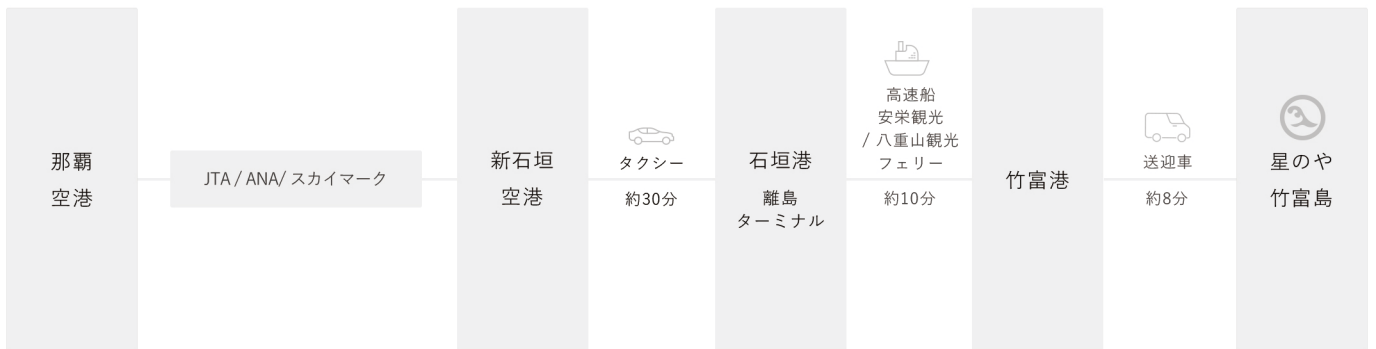 那覇
空港
JTA / ANA/ スカイマーク
新石垣
空港
タクシー
約30分
石垣港
離島
ターミナル
高速船
安栄観光
/ 八重山観光
フェリー
約10分
竹富港
送迎車
約8分
星のや
竹富島